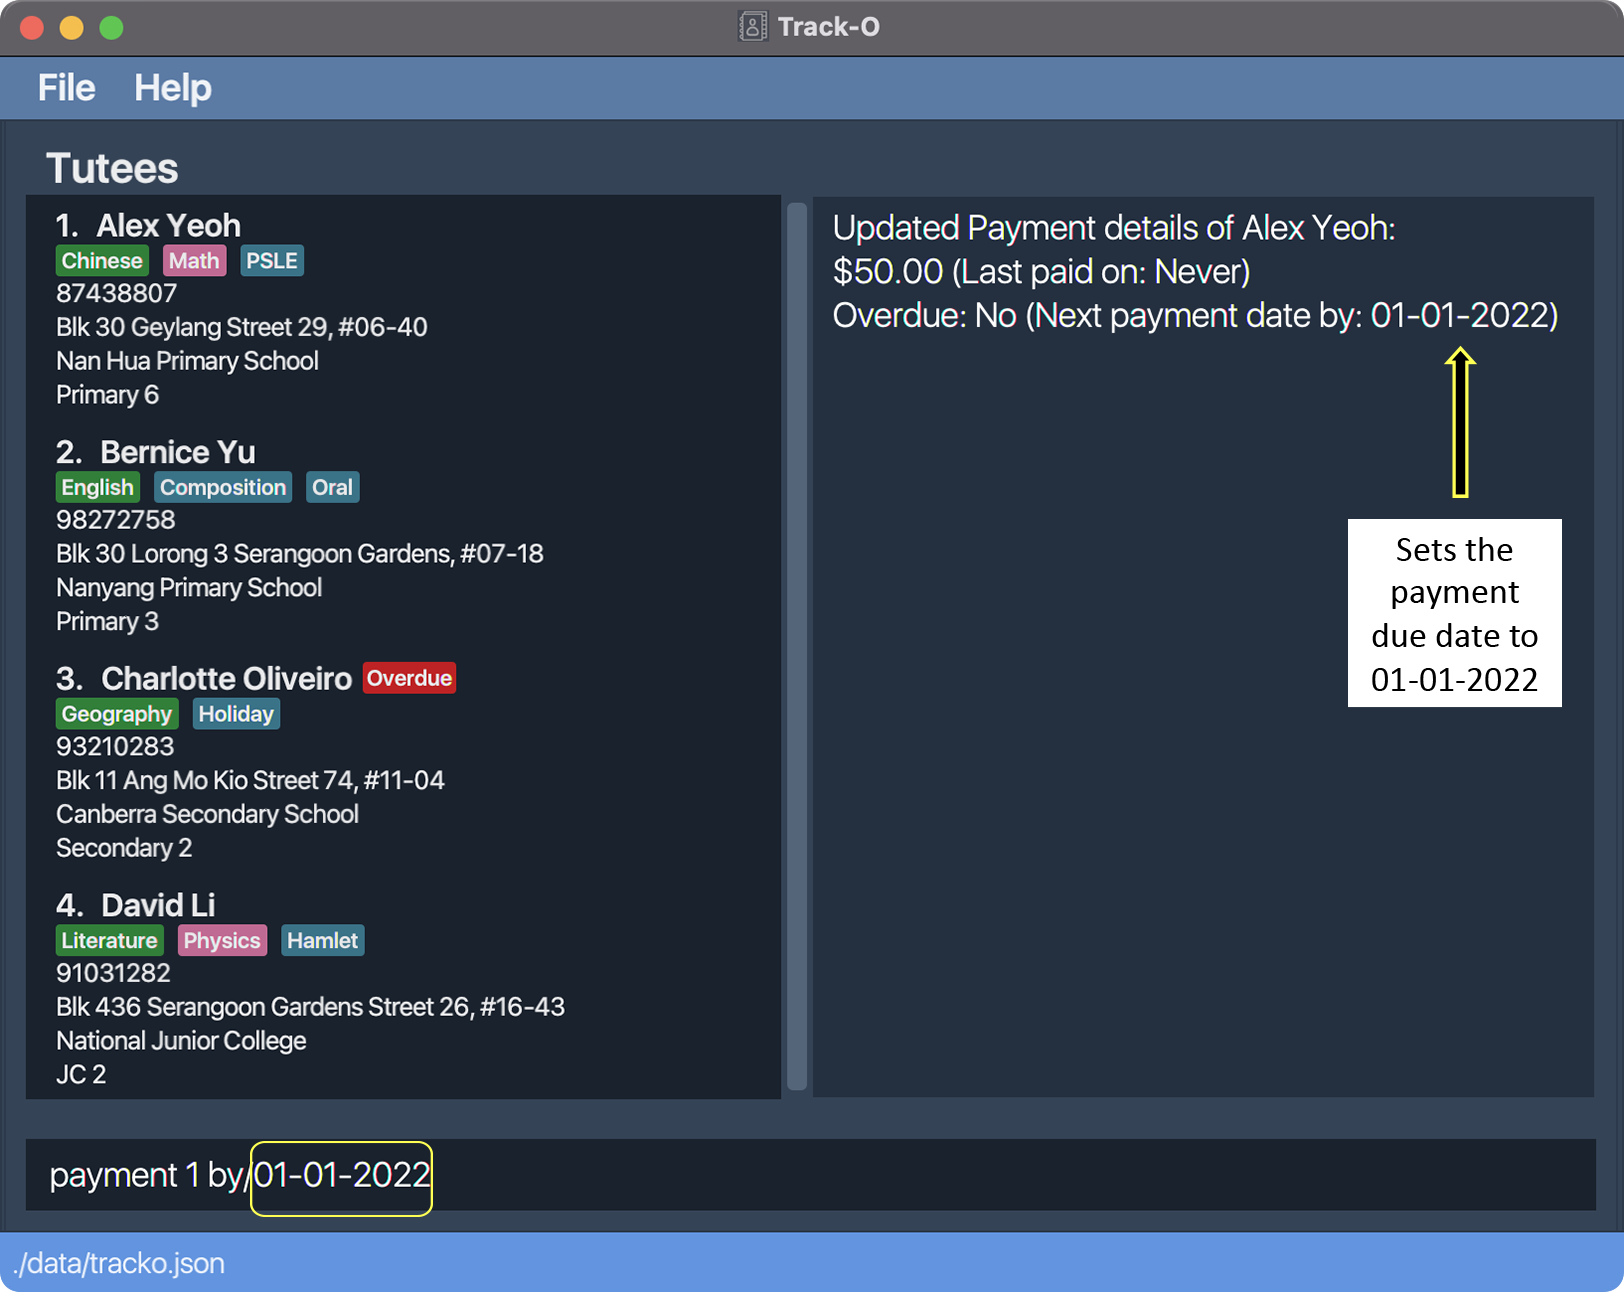 Track-O
File Help
Tutees
1. Alex Yeoh
Chinese Math PSLE
87438807
Blk 30 Geylang Street 29, #06-40
Nan Hua Primary School
Primary 6
2. Bernice Yu
English Composition Oral
98272758
Blk 30 Lorong 3 Serangoon Gardens, #07-18
Nanyang Primary School
Primary 3
3. Charlotte Oliveiro Overdue
Geography Holiday
93210283
Blk 11 Ang Mo Kio Street 74, #11-04
Canberra Secondary School
Secondary 2
4. David Li
Literature Physics Hamlet
91031282
Blk 436 Serangoon Gardens Street 26, #16-43
National Junior College
JC 2
Updated Payment details of Alex Yeoh:
$50.00 (Last paid on: Never)
Overdue: No (Next payment date by: 01-01-2022)
Sets the
payment
due date to
01-01-2022
payment 1 by/01-01-2022
./data/tracko.json